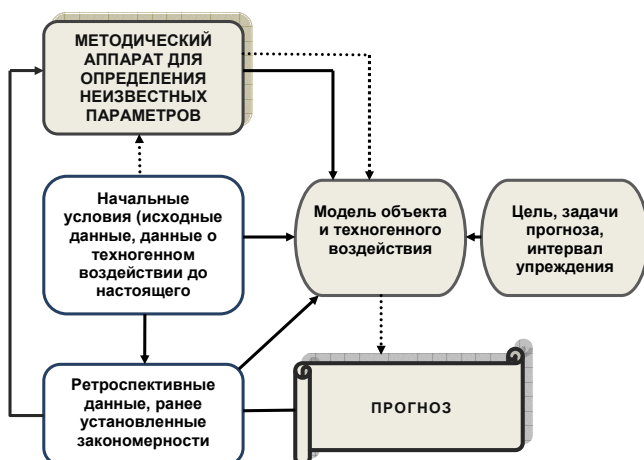 МЕТОДИЧЕСКИЙ
АППАРАТ ДЛЯ
ОПРЕДЕЛЕНИЯ
НЕИЗВЕСТНЫХ
ПАРАМЕТРОВ
Начальные
условия (исходные
данные, данные о
техногенном
воздействии до
настоящего
Модель объекта
и техногенного
воздействия
Цель, задачи
прогноза,
интервал
упреждения
Ретроспективные
данные, ранее
установленные
закономерности
ПРОГНОЗ